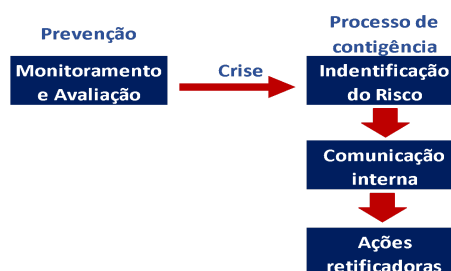 Prevenção
Monitoramento
e Avaliação
Crise
Processo de
contigência
Indentificação
do Risco
Comunicação
interna
Ações
retificadoras